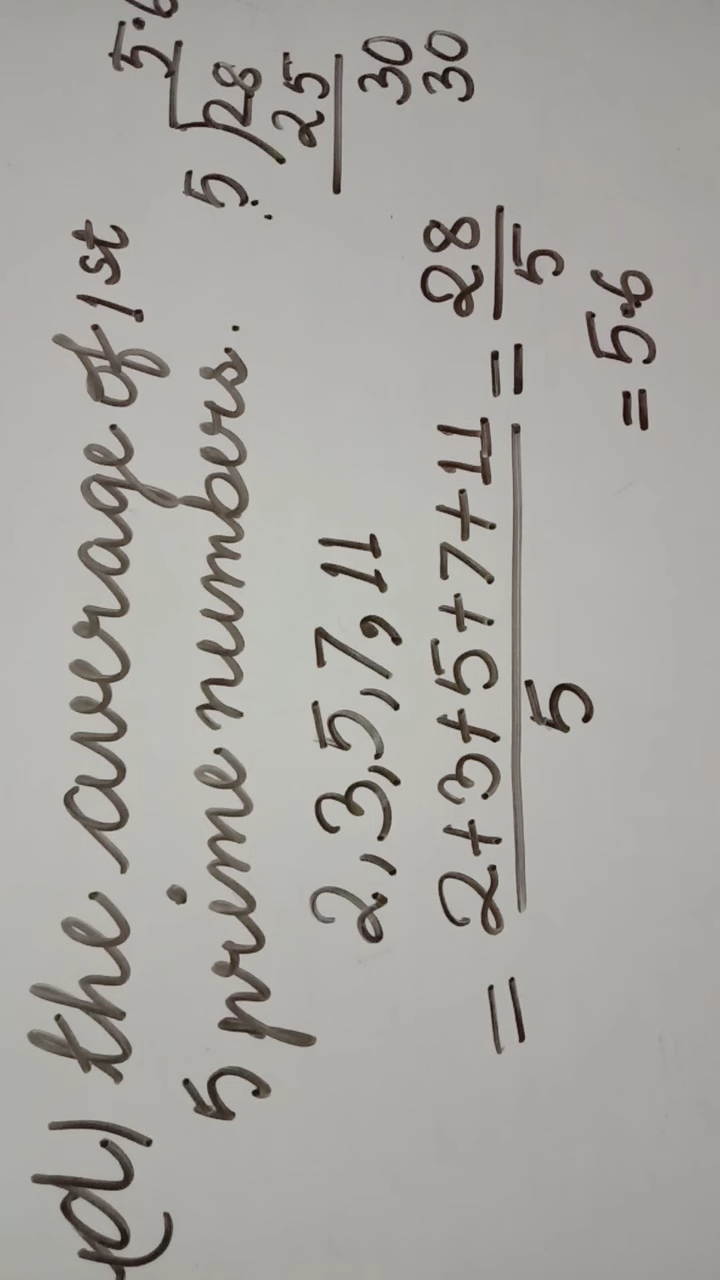 (d) the average of 1st
5 prime numbers.
2,3,5,7,11
= 2+3+5+7+11 = 28
5 5
= 5.6
5.6
5)28
25
30
30